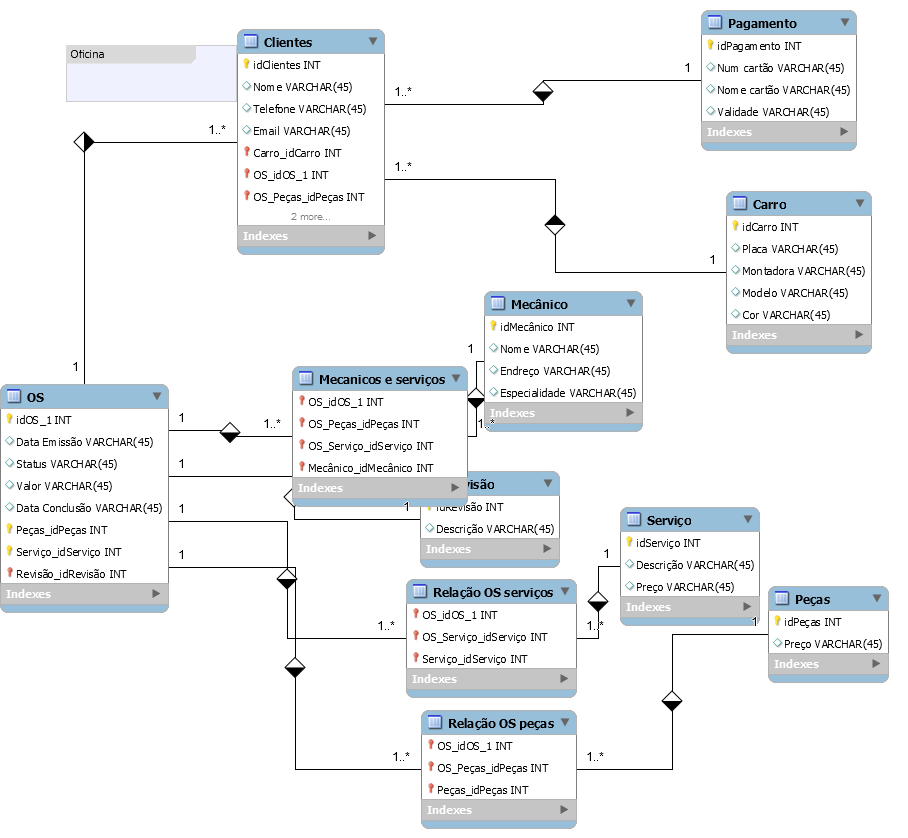 Oficina
Clientes
idClientes INT
Nome VARCHAR(45)
Telefone VARCHAR(45)
Email VARCHAR(45)
Carro_idCarro INT
OS_idOS_1 INT
OS_Peças_idPeças INT
2 more...
Indexes
Pagamento
idPagamento INT
Num cartão VARCHAR(45)
Nome cartão VARCHAR(45)
Validade VARCHAR(45)
Indexes
1..*
1
1..*
1
1..*
1
Carro
idCarro INT
Placa VARCHAR(45)
Montadora VARCHAR(45)
Modelo VARCHAR(45)
Cor VARCHAR(45)
Indexes
Mecânico
idMecânico INT
Nome VARCHAR(45)
Endreço VARCHAR(45)
Especialidade VARCHAR(45)
Indexes
1
1..*
Mecanicos e serviços
OS_idOS_1 INT
OS_Peças_idPeças INT
OS_Serviço_idServiço INT
Mecânico_idMecânico INT
Indexes
OS
idOS_1 INT
Data Emissão VARCHAR(45)
Status VARCHAR(45)
Valor VARCHAR(45)
Data Conclusão VARCHAR(45)
Peças_idPeças INT
Serviço_idServiço INT
Revisão_idRevisão INT
Indexes
1
1..*
1
1
1
1
visão
idRevisão INT
Descrição VARCHAR(45)
Indexes
Serviço
idServiço INT
Descrição VARCHAR(45)
Preço VARCHAR(45)
Indexes
1
1..*
Relação OS serviços
OS_idOS_1 INT
OS_Serviço_idServiço INT
Serviço_idServiço INT
Indexes
1..*
Peças
idPeças INT
Preço VARCHAR(45)
Indexes
1
Relação OS peças
OS_idOS_1 INT
OS_Peças_idPeças INT
Peças_idPeças INT
Indexes
1..*
1..*